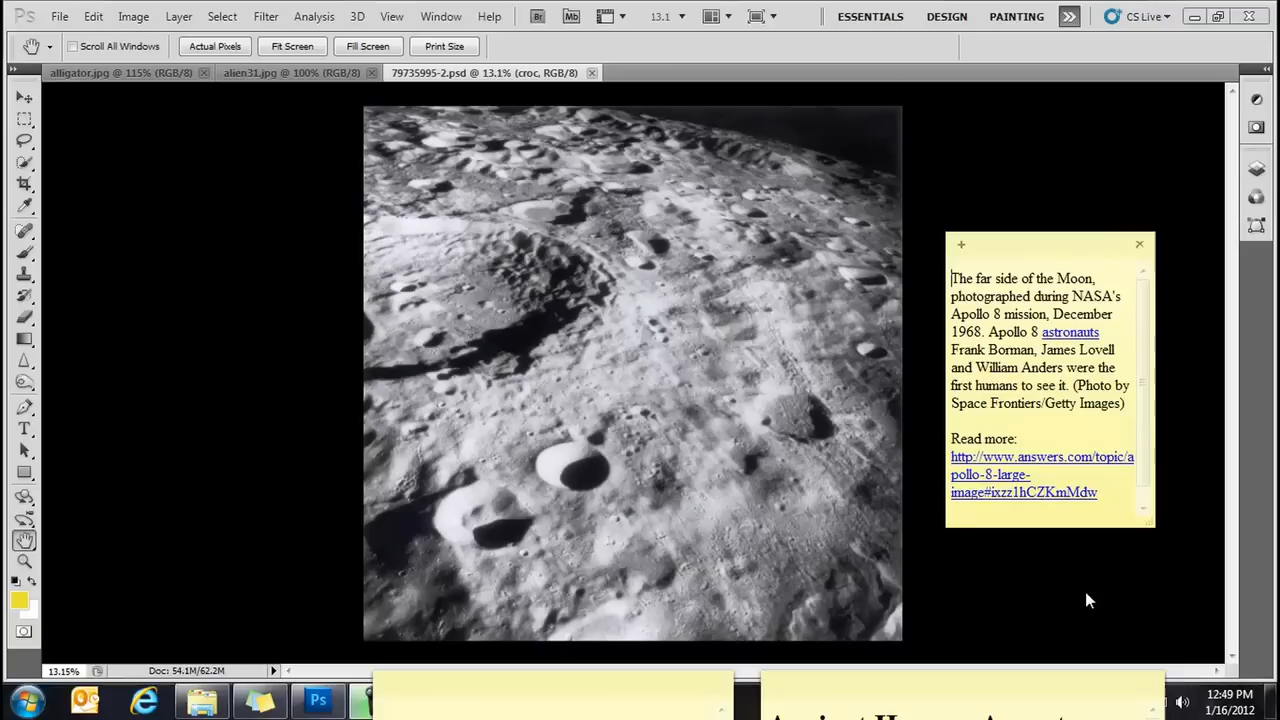 Ps File Edit Image Layer Select Filter Analysis 3D View Window Help Br Mb 13.1 ESSENTIALS DESIGN PAINTING CS Live
Scroll All Windows Actual Pixels Fit Screen Fill Screen Print Size
alligator.jpg @ 115% (RGB/8) alien31.jpg @ 100% (RGB/8) 79735995-2.psd @ 13.1% (croc, RGB/8)
The far side of the Moon,
photographed during NASA's
Apollo 8 mission, December
1968. Apollo 8 astronauts
Frank Borman, James Lovell
and William Anders were the
first humans to see it. (Photo by
Space Frontiers/Getty Images)
Read more:
http://www.answers.com/topic/a
pollo-8-large-
image#ixzz1hCZKmMdw
13.15% Doc: 54.1M/62.2M
Ps
12:49 PM
1/16/2012